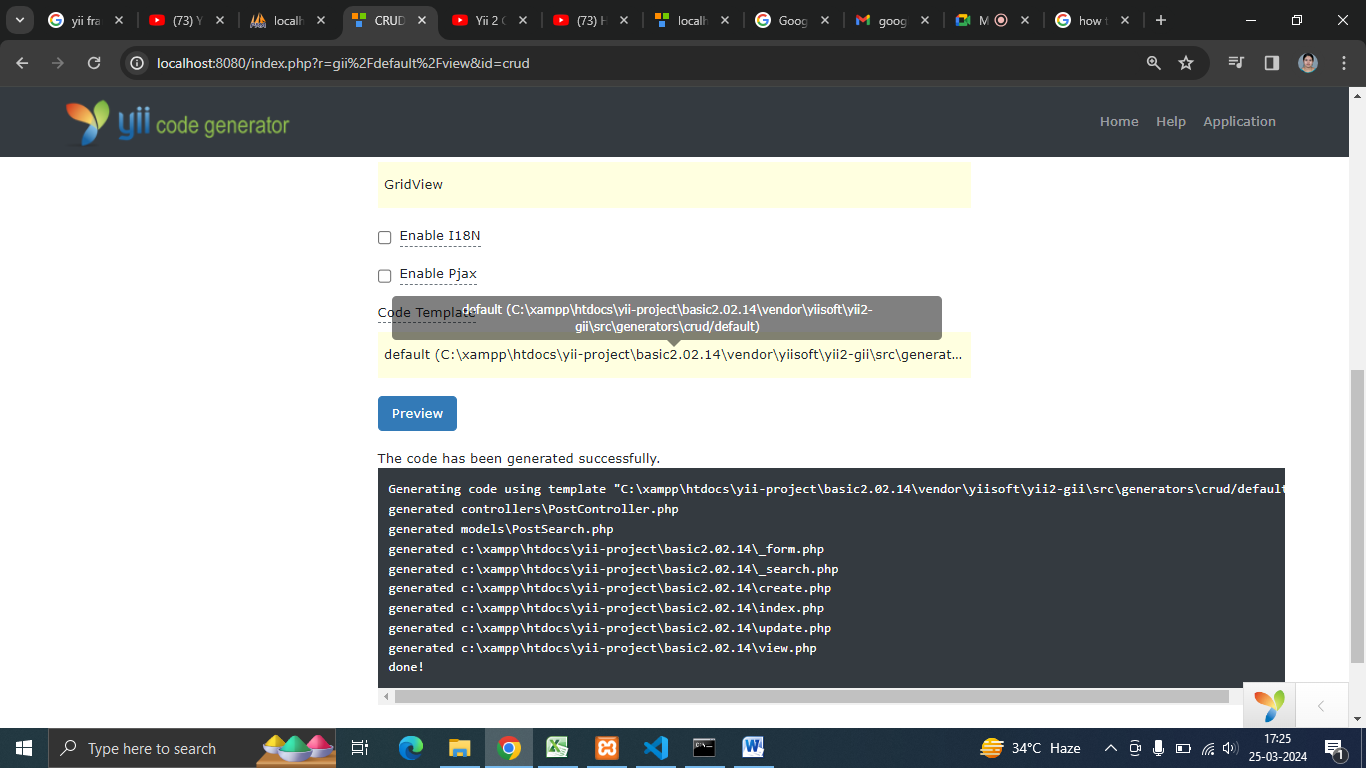 yii fra
(73) Y
localh
CRUD
Yii 2 C
(73) H
localh
Goog
goog
M
how t
localhost:8080/index.php?r=gii%2Fdefault%2Fview&id=crud
yii code generator
Home Help Application
GridView
Enable I18N
Enable Pjax
Code Template
default (C:\xampp\htdocs\yii-project\basic2.02.14\vendor\yiisoft\yii2-
gii\src\generators\crud/default)
default (C:\xampp\htdocs\yii-project\basic2.02.14\vendor\yiisoft\yii2-gii\src\generat...
Preview
The code has been generated successfully.
Generating code using template "C:\xampp\htdocs\yii-project\basic2.02.14\vendor\yiisoft\yii2-gii\src\generators\crud/default
generated controllers\PostController.php
generated models\PostSearch.php
generated c:\xampp\htdocs\yii-project\basic2.02.14\_form.php
generated c:\xampp\htdocs\yii-project\basic2.02.14\_search.php
generated c:\xampp\htdocs\yii-project\basic2.02.14\create.php
generated c:\xampp\htdocs\yii-project\basic2.02.14\index.php
generated c:\xampp\htdocs\yii-project\basic2.02.14\update.php
generated c:\xampp\htdocs\yii-project\basic2.02.14\view.php
done!
Type here to search
34°C Haze
17:25
25-03-2024
1